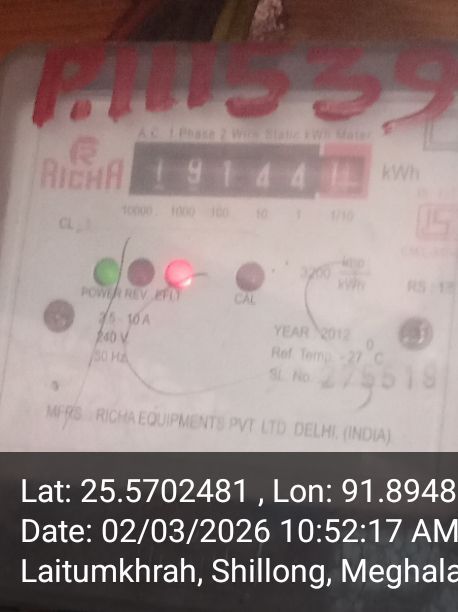 P.111539
A.C. 1 Phase 2 Wire Static kWh Meter
RICHA
1 9 1 4 4
kWh
10000 1000 100 10 1 1/10
CL
3200 imp/kWh
POWER REV. EFLT CAL
2.5 - 10 A
240 V
50 Hz
YEAR : 2012
Ref. Temp. - 27 °C
SL. No.
MFRS : RICHA EQUIPMENTS PVT. LTD. DELHI, (INDIA)
Lat: 25.5702481 , Lon: 91.8948
Date: 02/03/2026 10:52:17 AM
Laitumkhrah, Shillong, Meghala